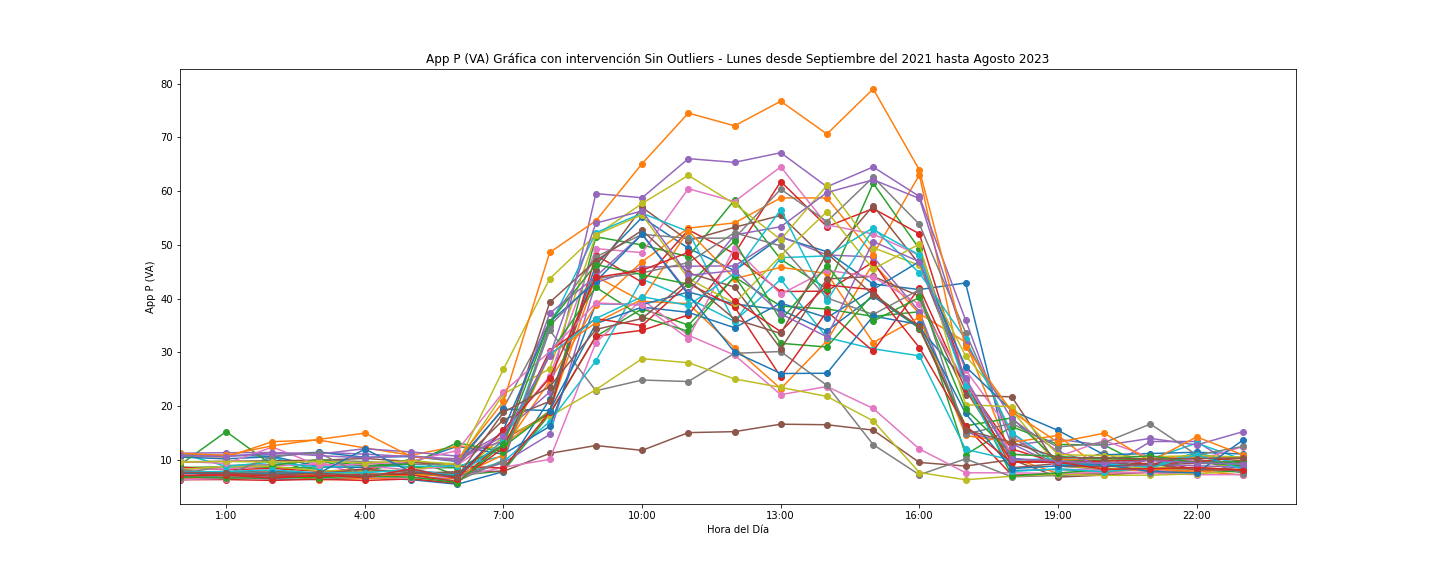 App P (VA) Gráfica con intervención Sin Outliers - Lunes desde Septiembre del 2021 hasta Agosto 2023
80
70
60
50
40
30
20
10
App P (VA)
1:00 4:00 7:00 10:00 13:00 16:00 19:00 22:00
Hora del Día